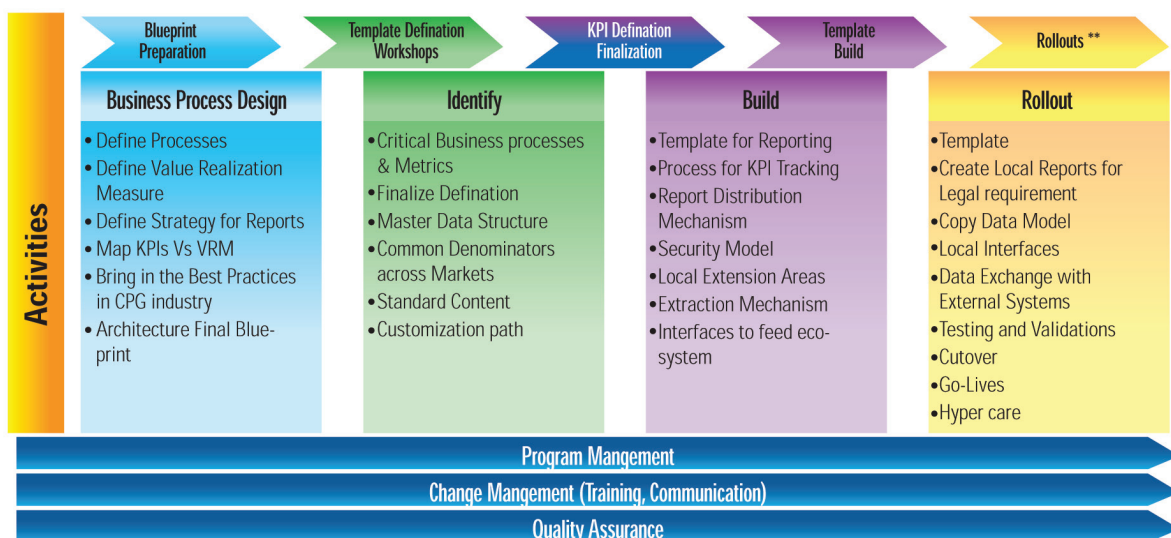 Blueprint
Preparation
Template Defination
Workshops
KPI Defination
Finalization
Template
Build
Rollouts **
Activities
Business Process Design
• Define Processes
• Define Value Realization
Measure
• Define Strategy for Reports
• Map KPIs Vs VRM
• Bring in the Best Practices
in CPG industry
• Architecture Final Blue-
print
Identify
• Critical Business processes
& Metrics
• Finalize Defination
• Master Data Structure
• Common Denominators
across Markets
• Standard Content
• Customization path
Build
• Template for Reporting
• Process for KPI Tracking
• Report Distribution
Mechanism
• Security Model
• Local Extension Areas
• Extraction Mechanism
• Interfaces to feed eco-
system
Rollout
• Template
• Create Local Reports for
Legal requirement
• Copy Data Model
• Local Interfaces
• Data Exchange with
External Systems
• Testing and Validations
• Cutover
• Go-Lives
• Hyper care
Program Mangement
Change Mangement (Training, Communication)
Quality Assurance